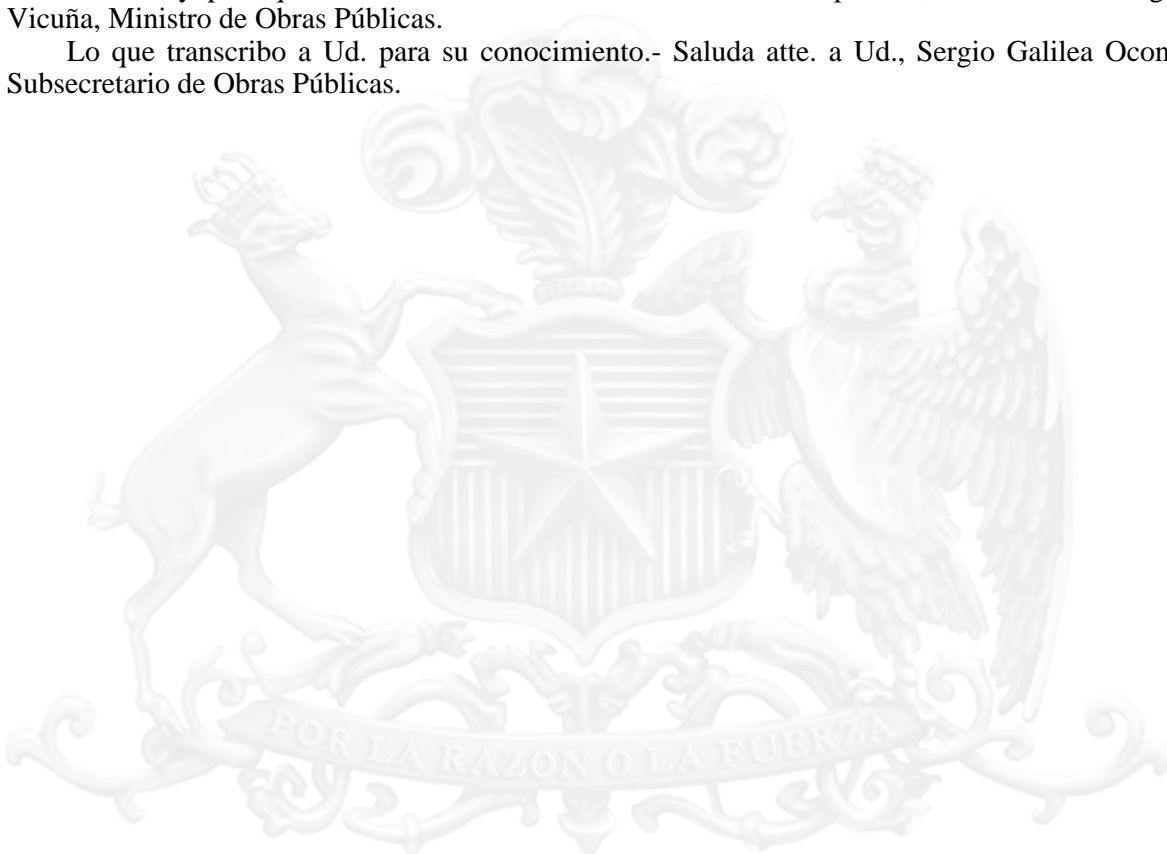 Vicuña, Ministro de Obras Públicas.
Lo que transcribo a Ud. para su conocimiento.- Saluda atte. a Ud., Sergio Galilea Ocon
Subsecretario de Obras Públicas.
POR LA RAZON O LA FUERZA